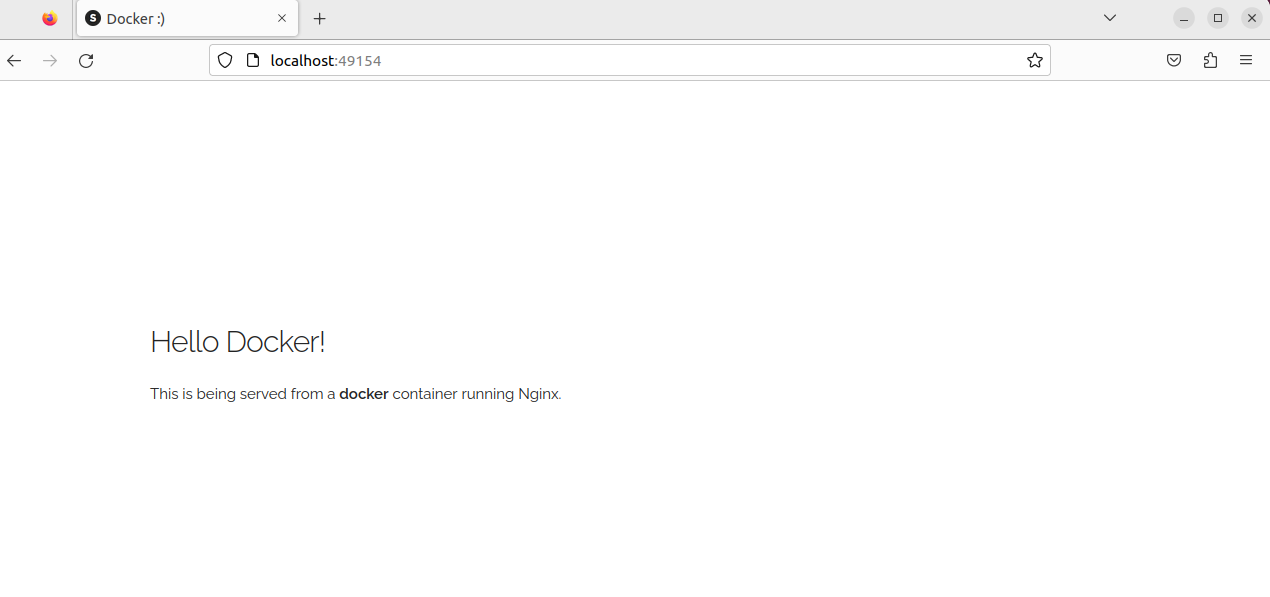 S Docker :)
localhost:49154
Hello Docker!
This is being served from a docker container running Nginx.